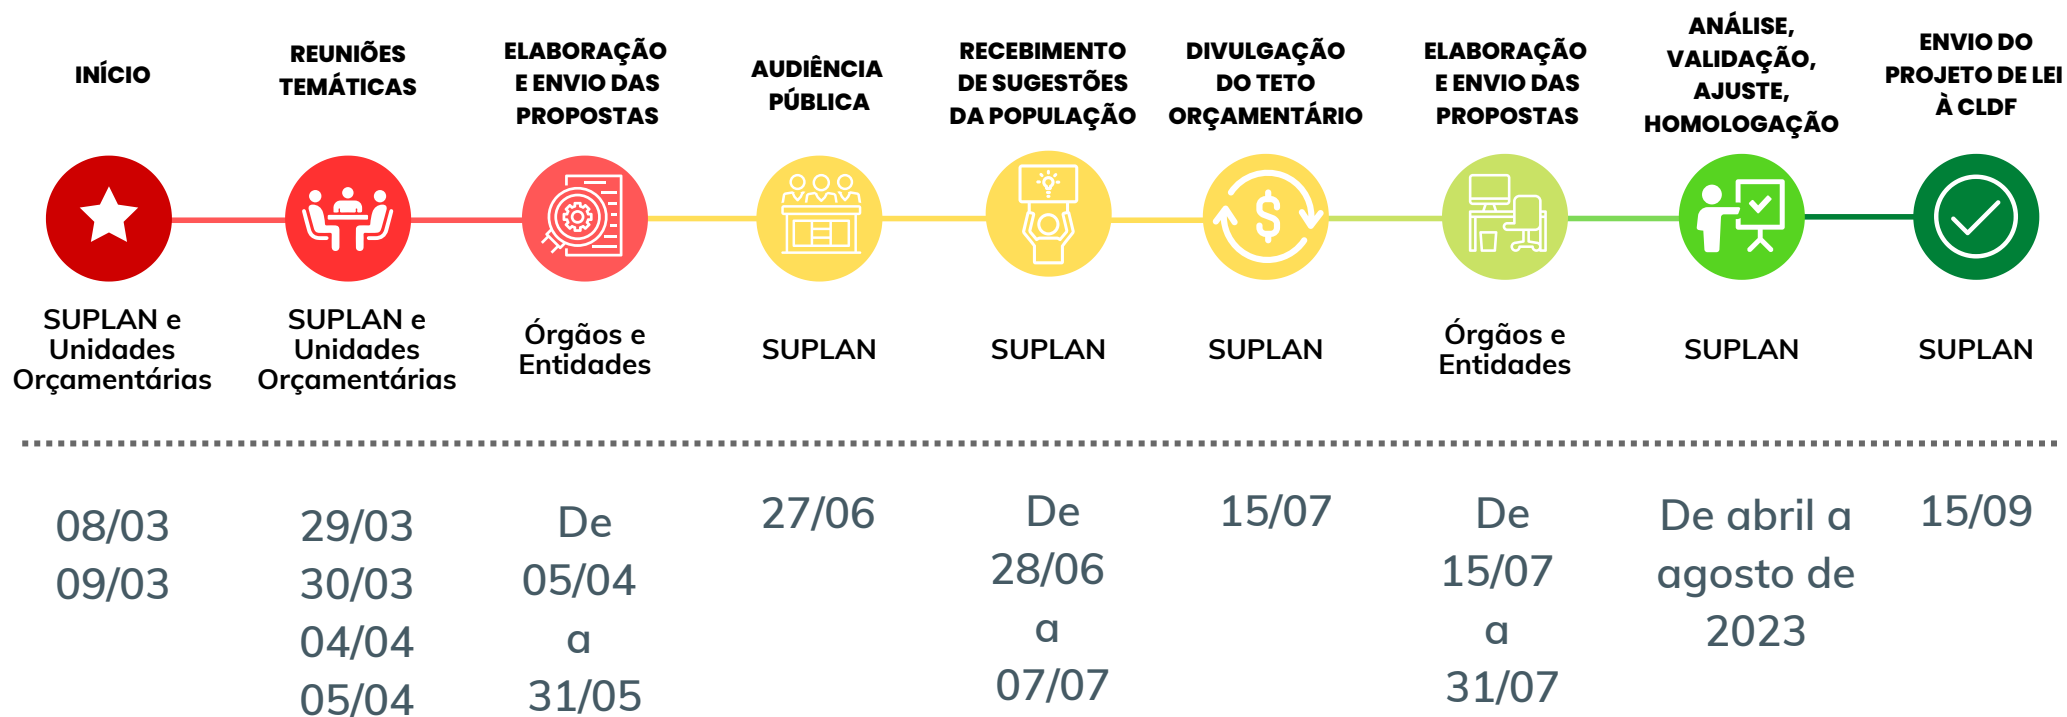 INÍCIO
REUNIÕES
TEMÁTICAS
ELABORAÇÃO
E ENVIO DAS
PROPOSTAS
AUDIÊNCIA
PÚBLICA
RECEBIMENTO
DE SUGESTÕES
DA POPULAÇÃO
DIVULGAÇÃO
DO TETO
ORÇAMENTÁRIO
ELABORAÇÃO
E ENVIO DAS
PROPOSTAS
ANÁLISE,
VALIDAÇÃO,
AJUSTE,
HOMOLOGAÇÃO
ENVIO DO
PROJETO DE LEI
À CLDF
$
SUPLAN e
Unidades
Orçamentárias
SUPLAN e
Unidades
Orçamentárias
Órgãos e
Entidades
SUPLAN
SUPLAN
SUPLAN
Órgãos e
Entidades
SUPLAN
SUPLAN
08/03
09/03
29/03
30/03
04/04
05/04
De
05/04
a
31/05
27/06
De
28/06
a
07/07
15/07
De
15/07
a
31/07
De abril a
agosto de
2023
15/09